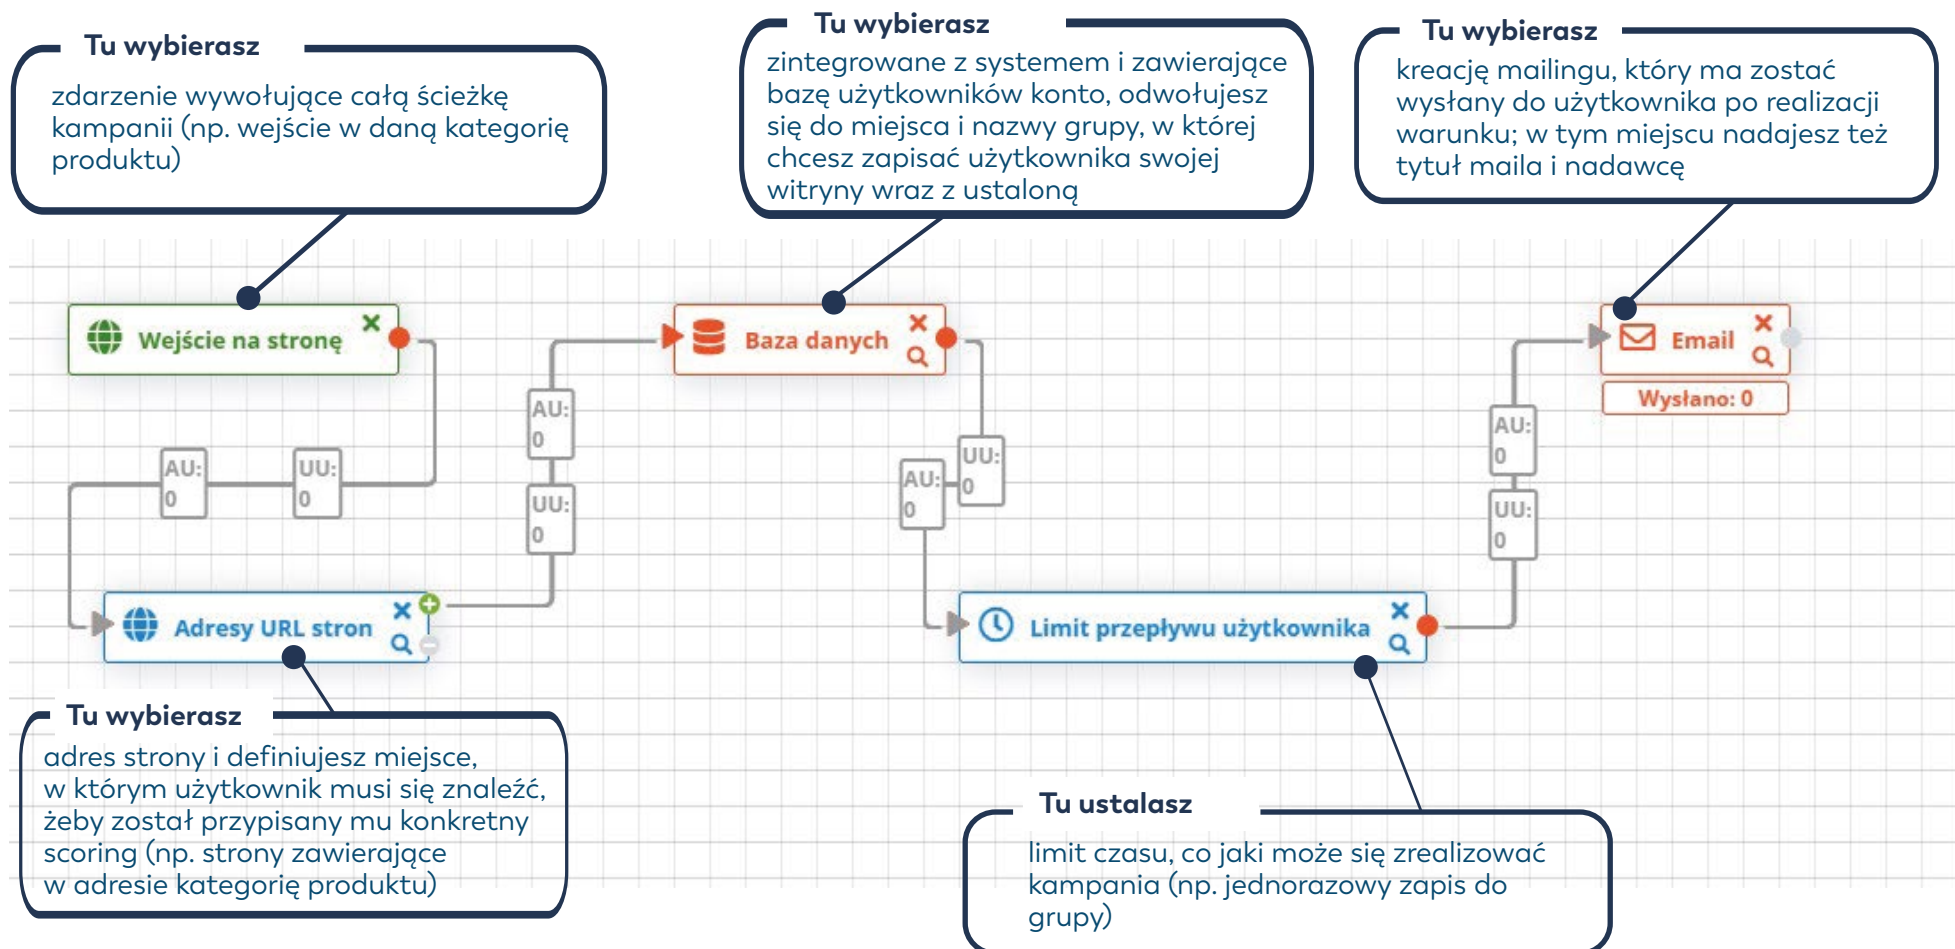 Tu wybierasz
zdarzenie wywołujące całą ścieżkę
kampanii (np. wejście w daną kategorię
produktu)
Tu wybierasz
zintegrowane z systemem i zawierające
bazę użytkowników konto, odwołujesz
się do miejsca i nazwy grupy, w której
chcesz zapisać użytkownika swojej
witryny wraz z ustaloną
Tu wybierasz
kreację mailingu, który ma zostać
wysłany do użytkownika po realizacji
warunku; w tym miejscu nadajesz też
tytuł maila i nadawcę
Wejście na stronę
Baza danych
Email
Wysłano: 0
AU:
0
UU:
0
AU:
0
UU:
0
AU:
0
UU:
0
AU:
0
UU:
0
Adresy URL stron
Limit przepływu użytkownika
Tu wybierasz
adres strony i definiujesz miejsce,
w którym użytkownik musi się znaleźć,
żeby został przypisany mu konkretny
scoring (np. strony zawierające
w adresie kategorię produktu)
Tu ustalasz
limit czasu, co jaki może się zrealizować
kampania (np. jednorazowy zapis do
grupy)